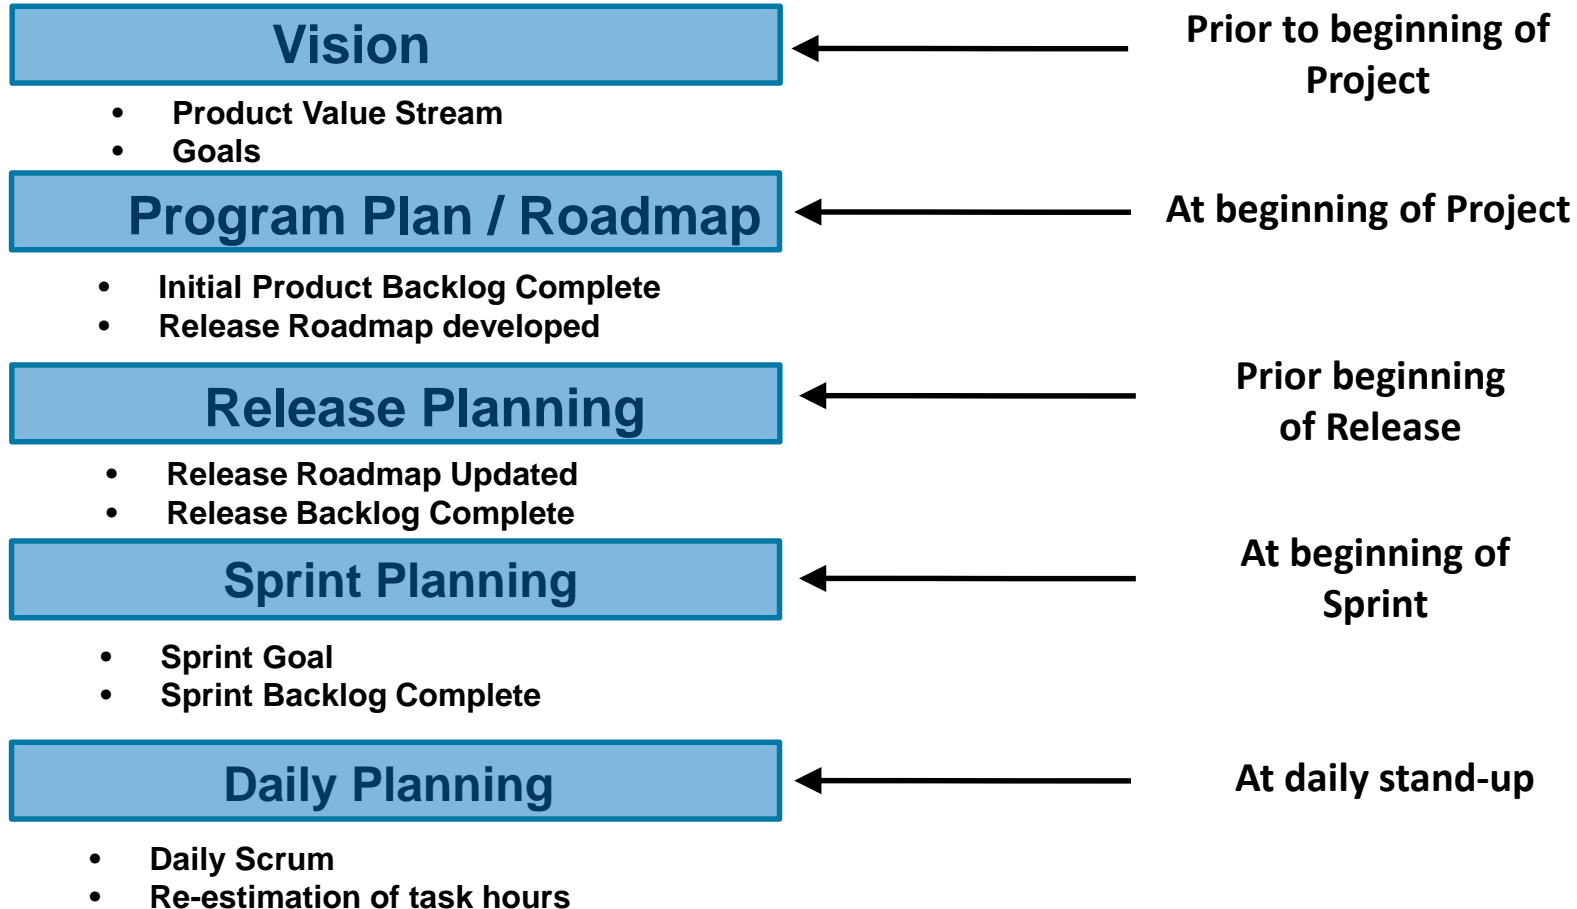 Vision
Prior to beginning of
Project
• Product Value Stream
• Goals
Program Plan / Roadmap
At beginning of Project
• Initial Product Backlog Complete
• Release Roadmap developed
Release Planning
Prior beginning
of Release
• Release Roadmap Updated
• Release Backlog Complete
Sprint Planning
At beginning of
Sprint
• Sprint Goal
• Sprint Backlog Complete
Daily Planning
At daily stand-up
• Daily Scrum
• Re-estimation of task hours